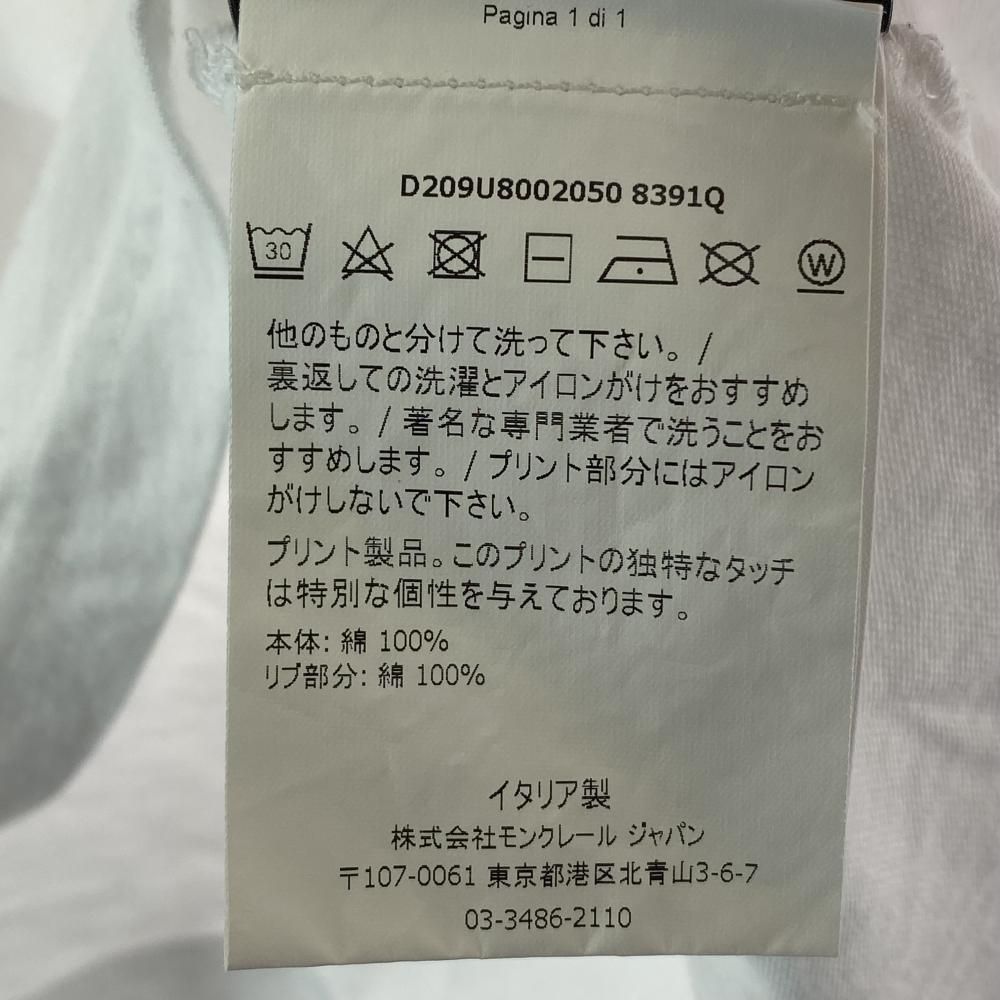 Pagina 1 di 1
D209U8002050 8391Q
30
W
他のものと分けて洗って下さい。/
裏返しての洗濯とアイロンがけをおすすめ
します。/ 著名な専門業者で洗うことをお
すすめします。/ プリント部分にはアイロン
がけしないで下さい。
プリント製品。このプリントの独特なタッチ
は特別な個性を与えております。
本体: 綿 100%
リブ部分: 綿 100%
イタリア製
株式会社モンクレール ジャパン
〒107-0061 東京都港区北青山3-6-7
03-3486-2110